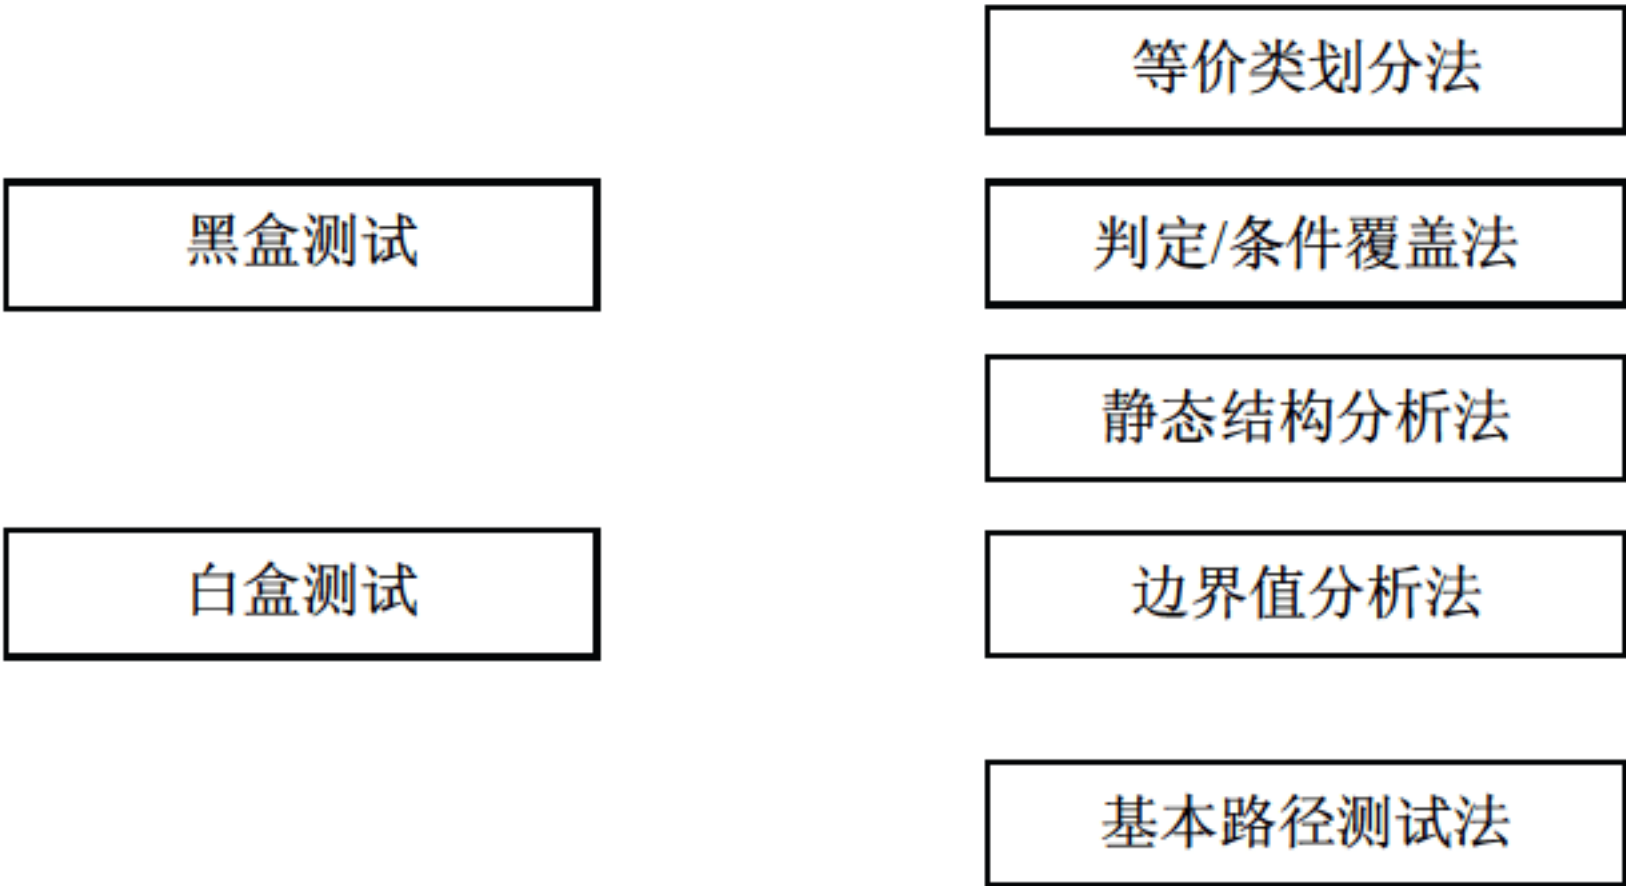 等价类划分法
黑盒测试
判定/条件覆盖法
静态结构分析法
白盒测试
边界值分析法
基本路径测试法